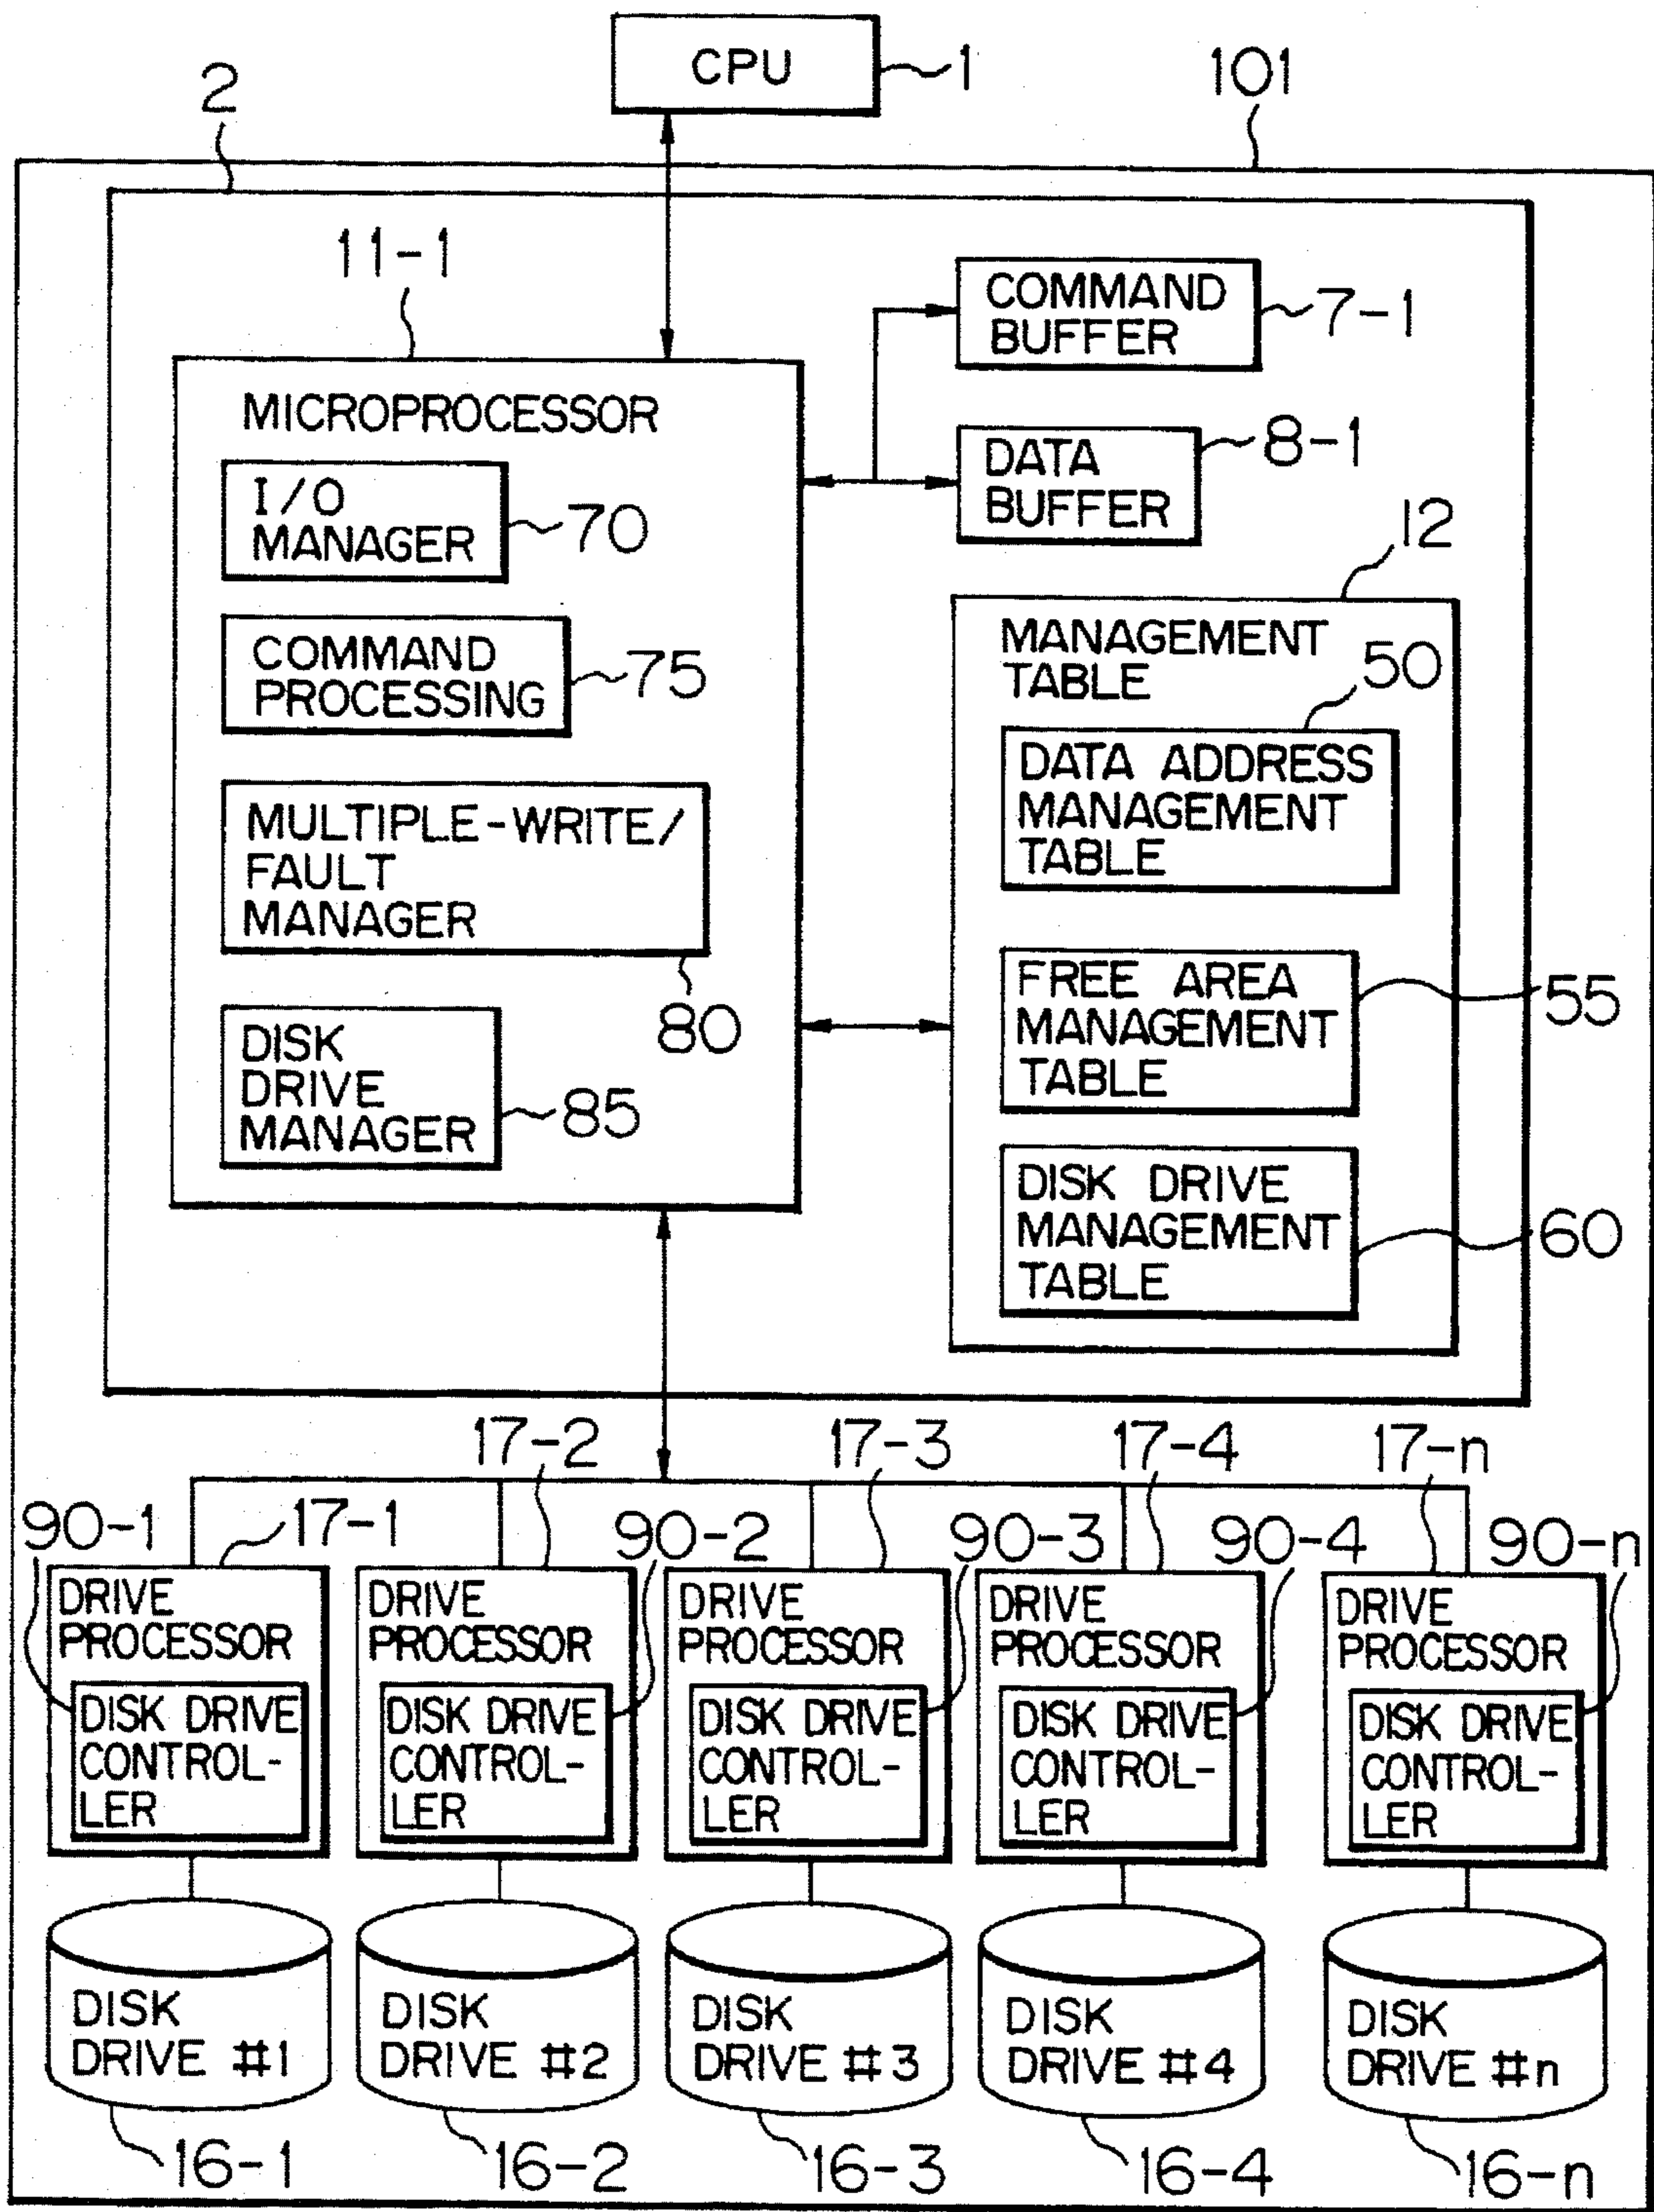 CPU
1
101
2
11-1
COMMAND
BUFFER
7-1
MICROPROCESSOR
DATA
BUFFER
8-1
I/O
MANAGER
70
12
COMMAND
PROCESSING
75
MANAGEMENT
TABLE
50
DATA ADDRESS
MANAGEMENT
TABLE
MULTIPLE-WRITE/
FAULT
MANAGER
80
FREE AREA
MANAGEMENT
TABLE
55
DISK
DRIVE
MANAGER
85
DISK DRIVE
MANAGEMENT
TABLE
60
17-1
17-2
17-3
17-4
17-n
90-1
90-2
90-3
90-4
90-n
DRIVE
PROCESSOR
DISK DRIVE
CONTROL-
LER
DRIVE
PROCESSOR
DISK DRIVE
CONTROL-
LER
DRIVE
PROCESSOR
DISK DRIVE
CONTROL-
LER
DRIVE
PROCESSOR
DISK DRIVE
CONTROL-
LER
DRIVE
PROCESSOR
DISK DRIVE
CONTROL-
LER
DISK
DRIVE #1
DISK
DRIVE #2
DISK
DRIVE #3
DISK
DRIVE #4
DISK
DRIVE #n
16-1
16-2
16-3
16-4
16-n